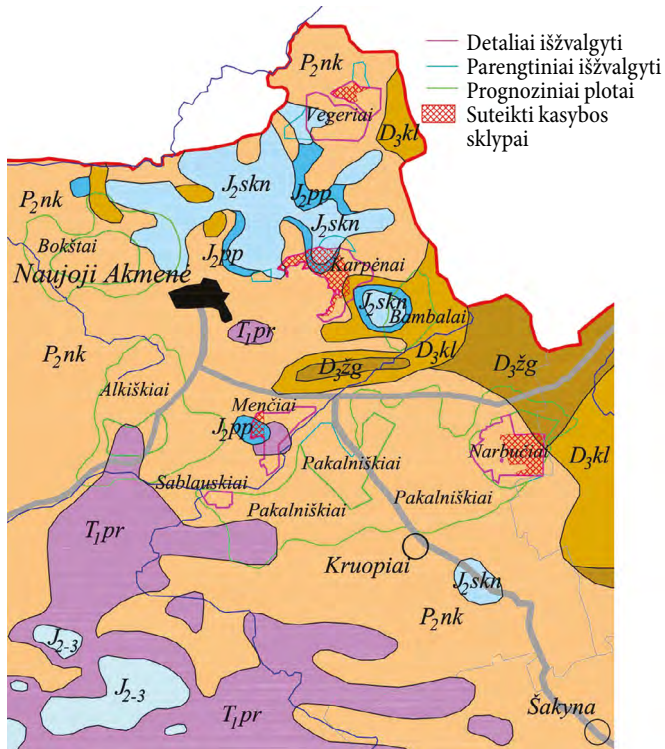 Detaliai išžvalgyti
Parengtiniai išžvalgyti
Prognoziniai plotai
Suteikti kasybos
sklypai
P₂nk
Vegeriai
D₃kl
J₂skn
J₂pp
P₂nk
J₂skn
Bokštai
J₂pp
Karpėnai
Naujoji Akmenė
J₂skn
Bambalai
T₁pr
P₂nk
D₃kl
D₃žg
D₃žg
Alkiškiai
Menčiai
J₂pp
Narbučiai
D₃kl
Pakalniškiai
Sablauskiai
Pakalniškiai
Pakalniškiai
T₁pr
Kruopiai
J₂skn
P₂nk
J₂₋₃
J₂₋₃
T₁pr
Šakyna